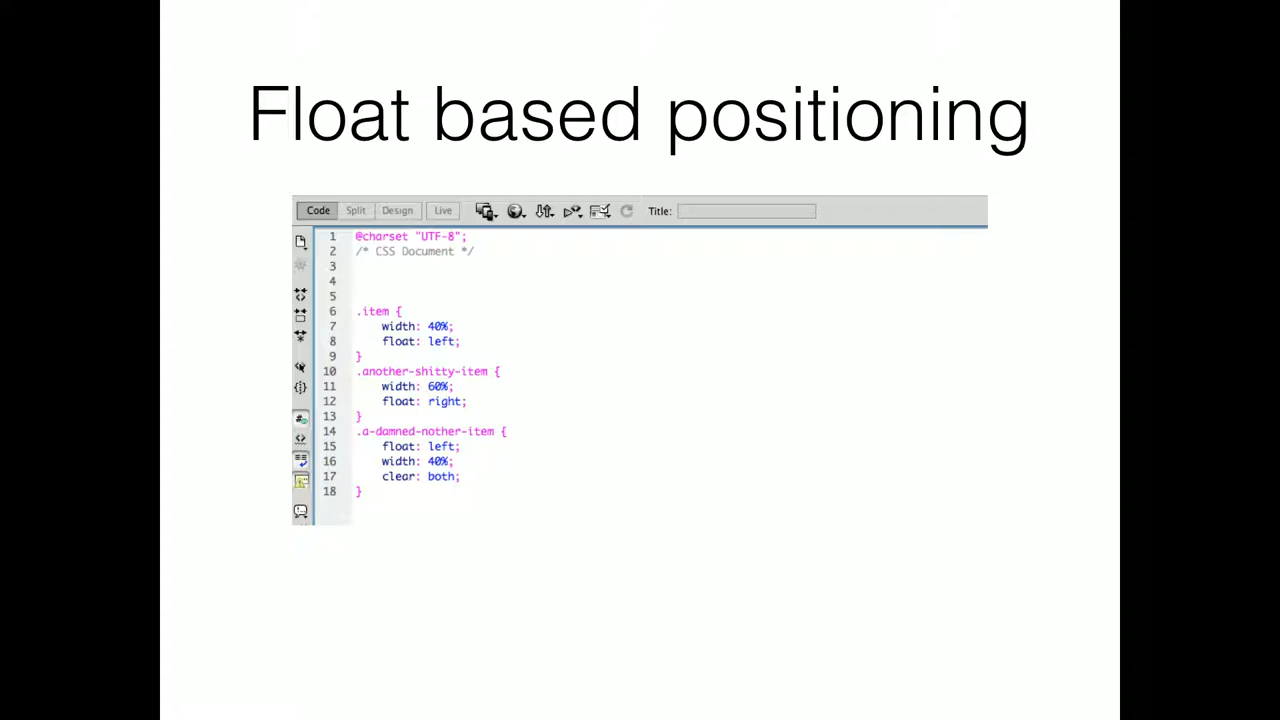 Float based positioning
Code Split Design Live Title:
1 @charset "UTF-8";
2 /* CSS Document */
3
4
5
6 .item {
7 width: 40%;
8 float: left;
9 }
10 .another-shitty-item {
11 width: 60%;
12 float: right;
13 }
14 .a-damned-nother-item {
15 float: left;
16 width: 40%;
17 clear: both;
18 }